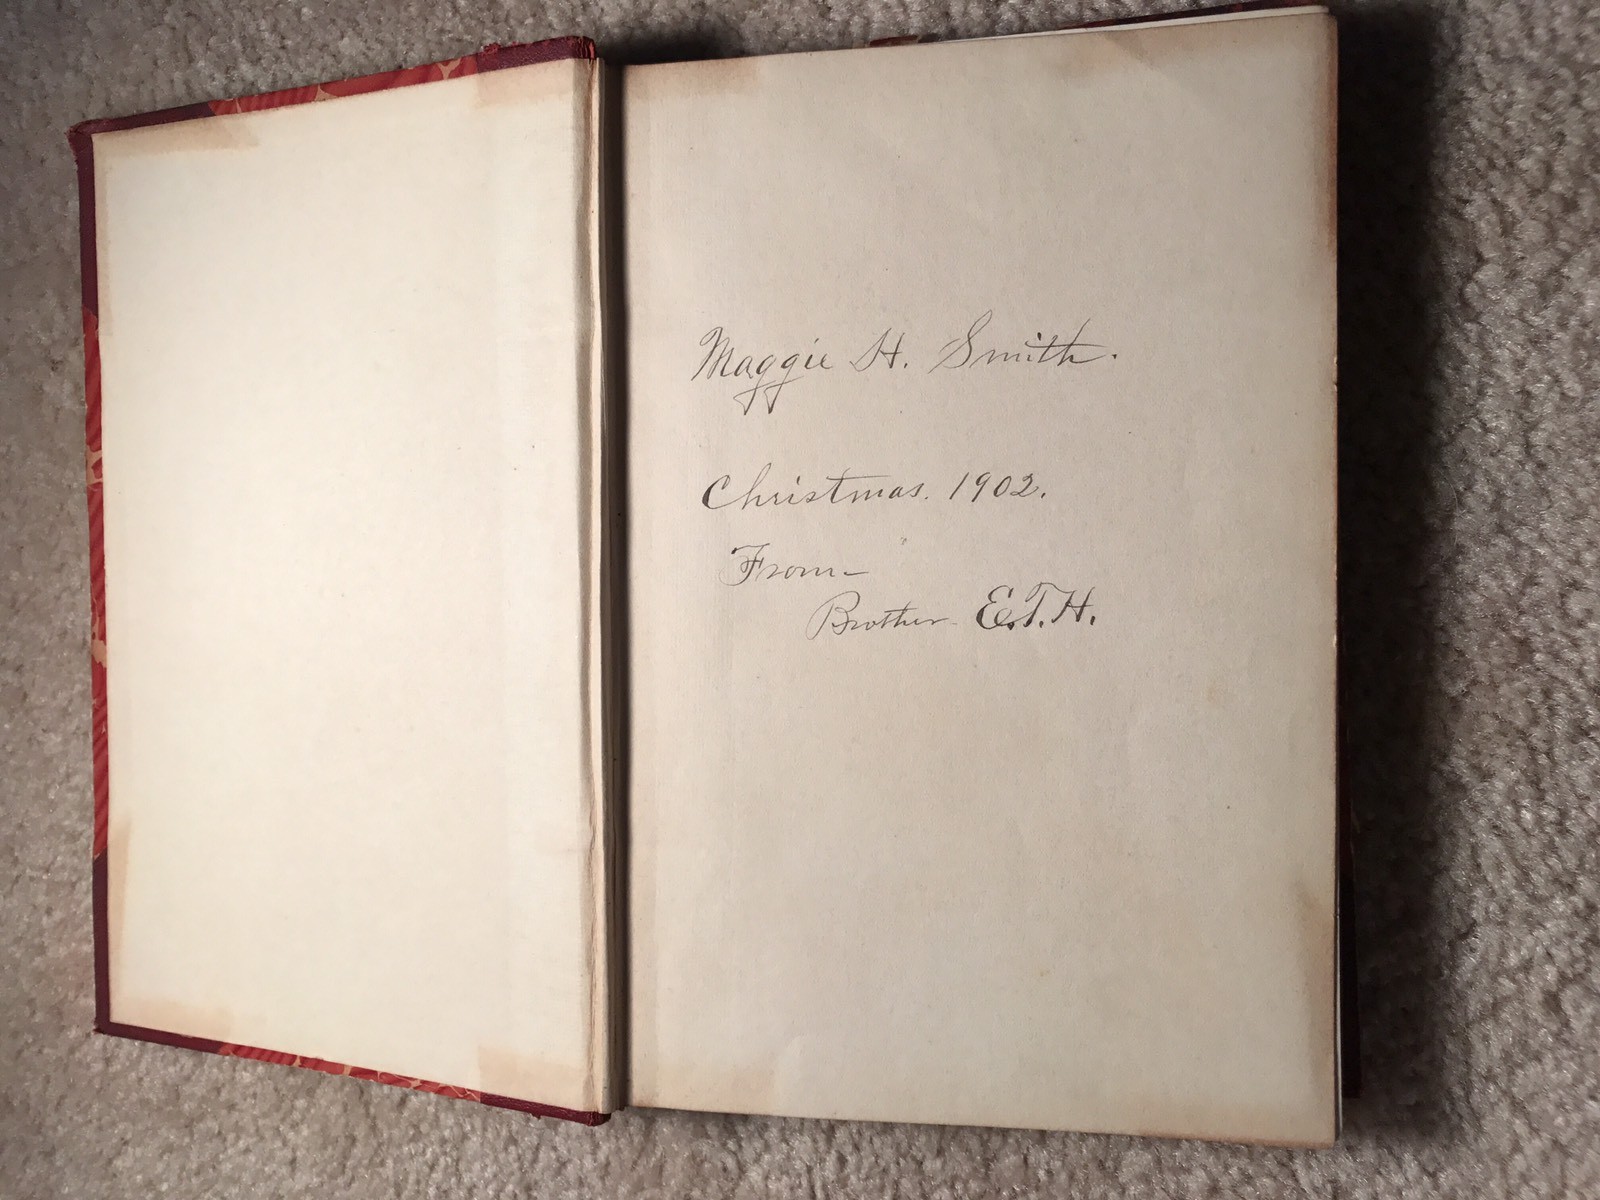 Maggie H. Smith.
Christmas. 1902.
From-
Brother E.T.H.